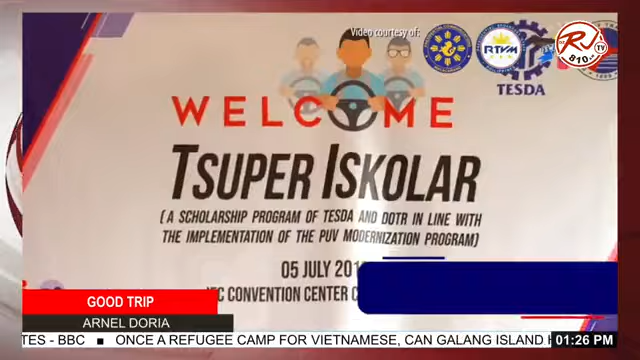 Video courtesy of:
RTVM
TESDA
RJ TV
810
WELCOME
TSUPER ISKOLAR
( A SCHOLARSHIP PROGRAM OF TESDA AND DOTR IN LINE WITH
THE IMPLEMENTATION OF THE PUV MODERNIZATION PROGRAM)
05 JULY
CONVENTION CENTER
GOOD TRIP
ARNEL DORIA
- BBC ■ ONCE A REFUGEE CAMP FOR VIETNAMESE, CAN GALANG ISLAND
01:26 PM